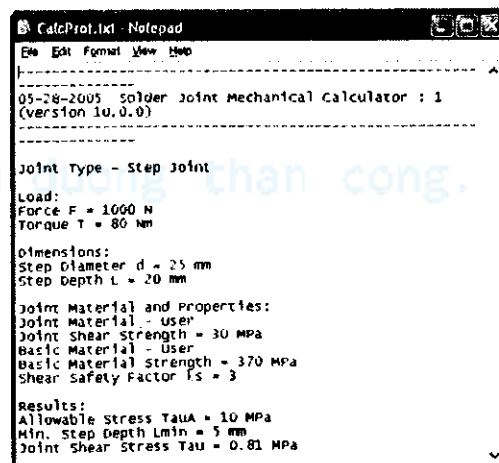 CalcProt.txt - Notepad
File Edit Format View Help
05-28-2005 Solder Joint Mechanical Calculator : 1
(version 10.0.0)
Joint Type - Step Joint
duong than cong.
Load:
Force F = 1000 N
Torque T = 80 Nm
Dimensions:
Step Diameter d = 25 mm
Step Depth L = 20 mm
Joint Material and Properties:
Joint Material - User
Joint Shear Strength = 30 MPa
Basic Material - User
Basic Material Strength = 370 MPa
Shear Safety Factor fs = 3
Results:
Allowable Stress TauA = 10 MPa
Min. Step Depth Lmin = 5 mm
Joint Shear Stress Tau = 0.81 MPa